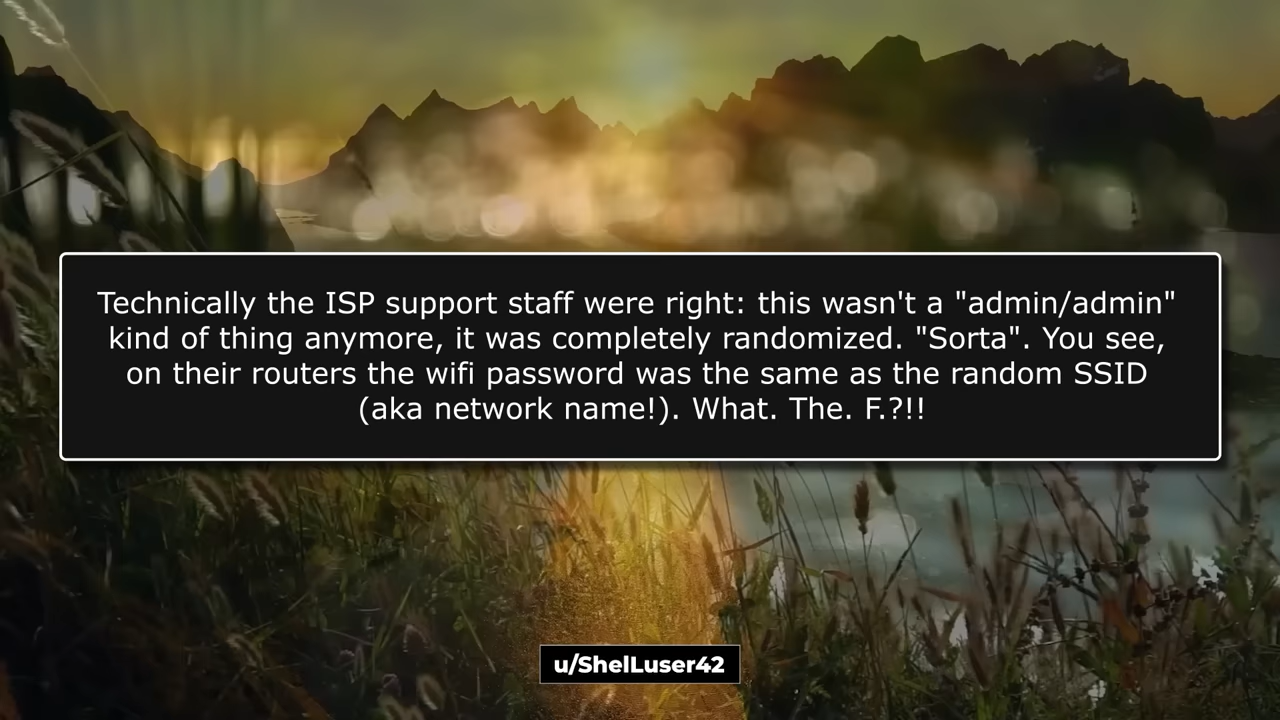 Technically the ISP support staff were right: this wasn't a "admin/admin"
kind of thing anymore, it was completely randomized. "Sorta". You see,
on their routers the wifi password was the same as the random SSID
(aka network name!). What. The. F.?!!
u/ShelLuser42